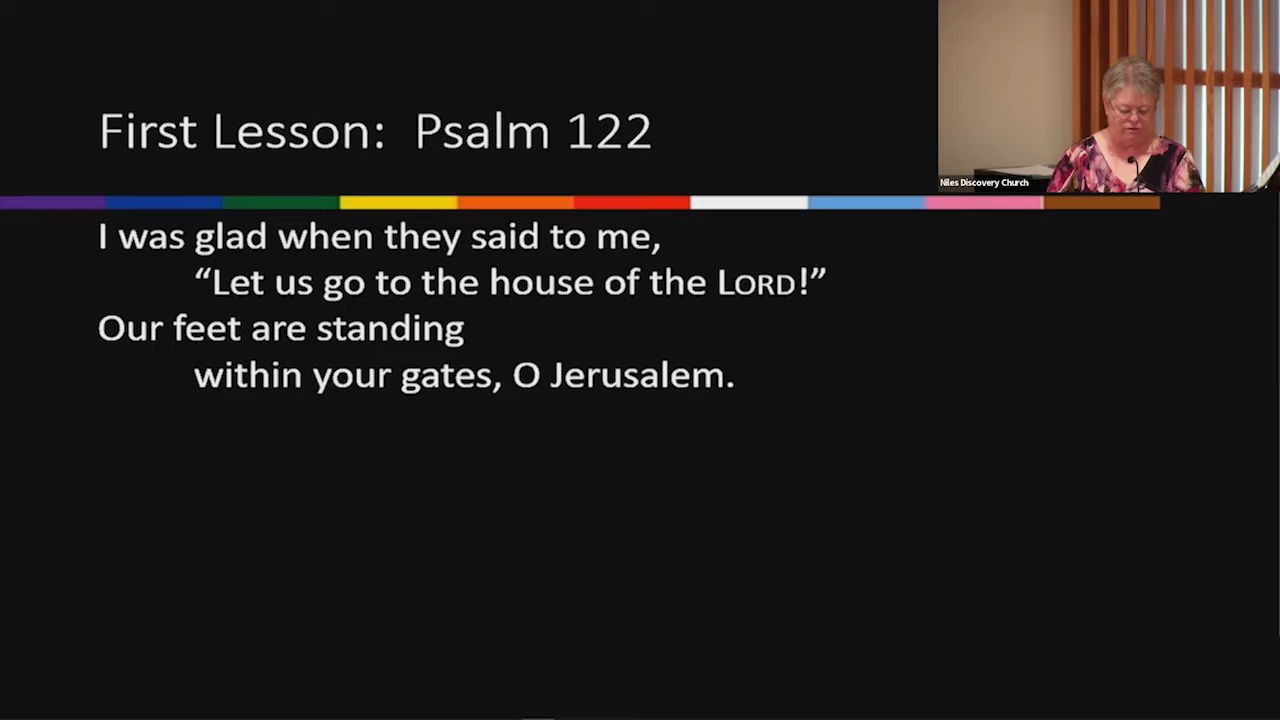 First Lesson: Psalm 122
Niles Discovery Church
I was glad when they said to me,
“Let us go to the house of the LORD!”
Our feet are standing
within your gates, O Jerusalem.